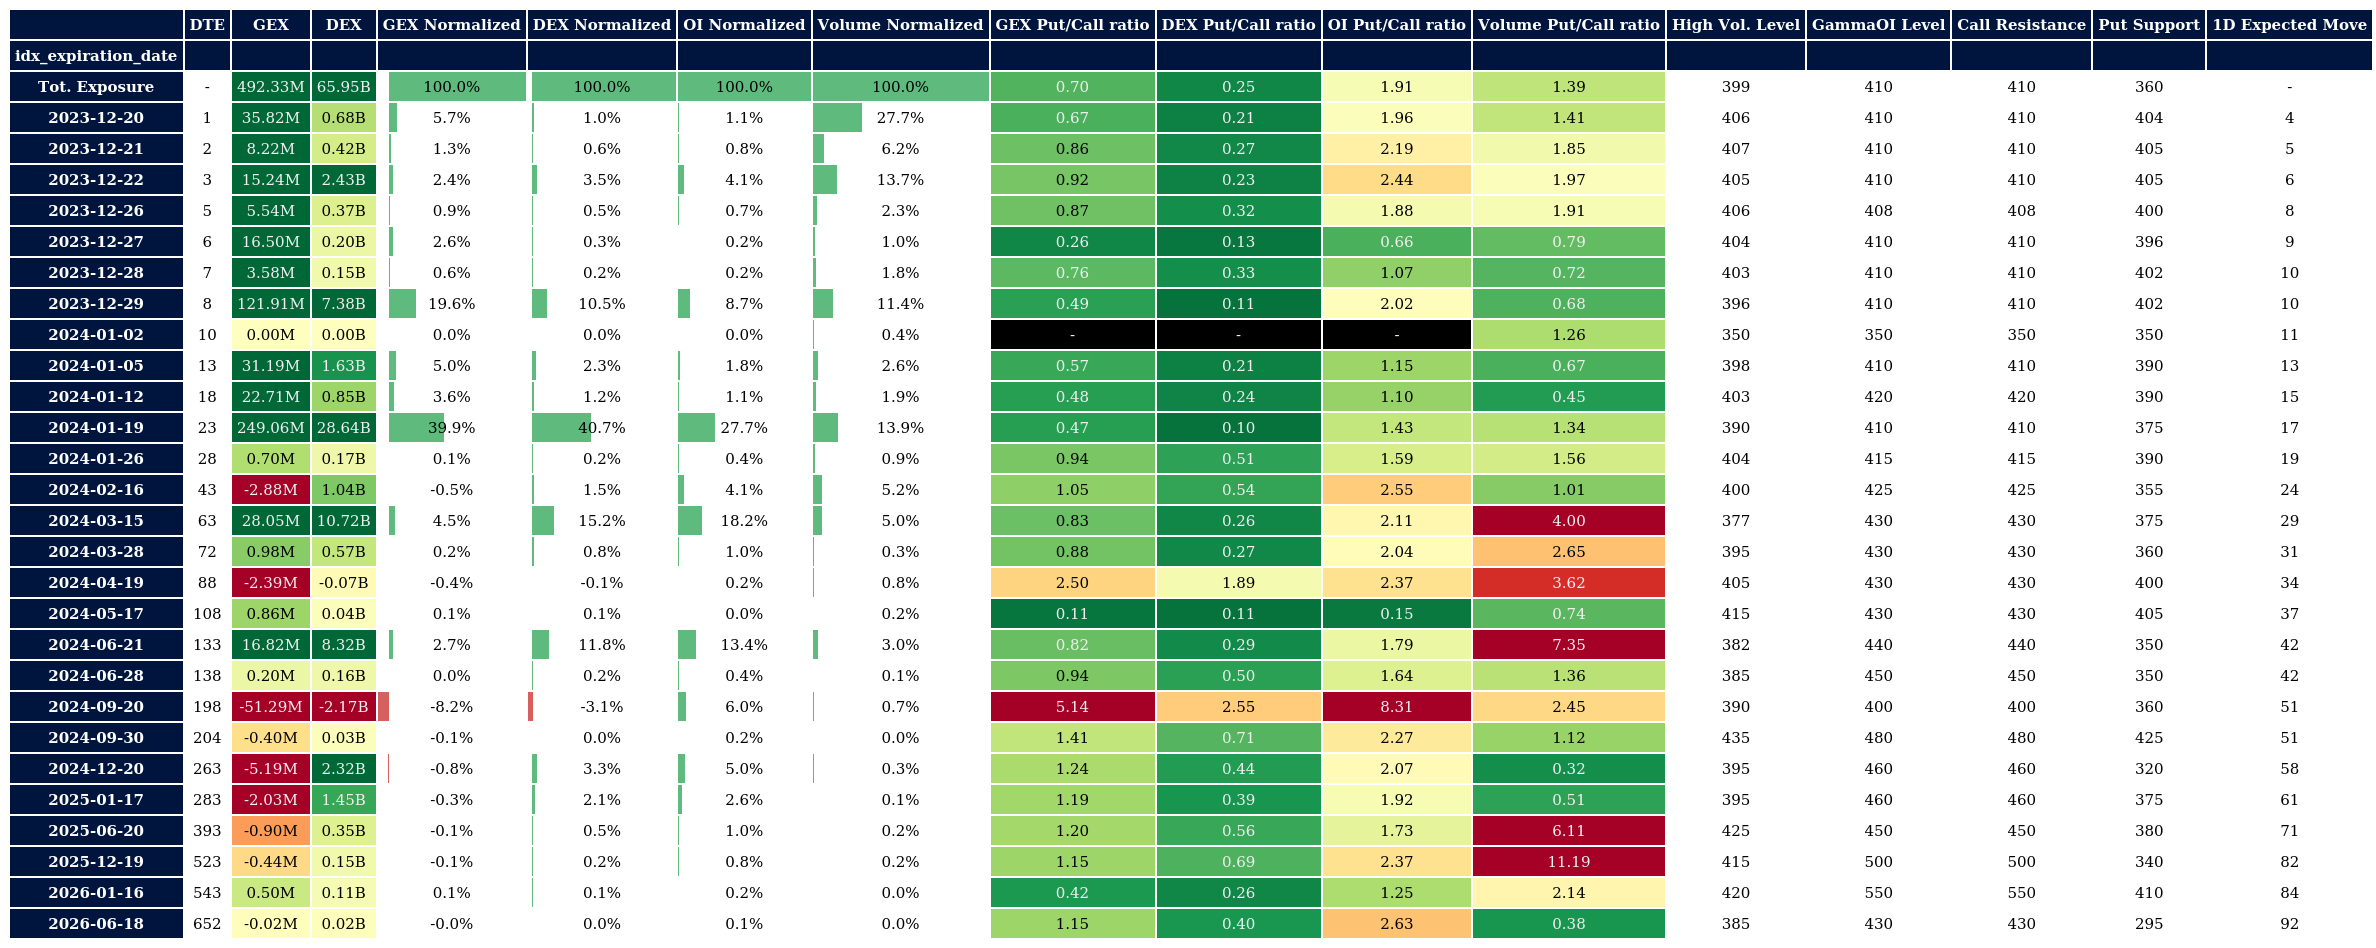 DTE GEX DEX GEX Normalized DEX Normalized OI Normalized Volume Normalized GEX Put/Call ratio DEX Put/Call ratio OI Put/Call ratio Volume Put/Call ratio High Vol. Level GammaOI Level Call Resistance Put Support 1D Expected Move
idx_expiration_date
Tot. Exposure - 492.33M 65.95B 100.0% 100.0% 100.0% 100.0% 0.70 0.25 1.91 1.39 399 410 410 360 -
2023-12-20 1 35.82M 0.68B 5.7% 1.0% 1.1% 27.7% 0.67 0.21 1.96 1.41 406 410 410 404 4
2023-12-21 2 8.22M 0.42B 1.3% 0.6% 0.8% 6.2% 0.86 0.27 2.19 1.85 407 410 410 405 5
2023-12-22 3 15.24M 2.43B 2.4% 3.5% 4.1% 13.7% 0.92 0.23 2.44 1.97 405 410 410 405 6
2023-12-26 5 5.54M 0.37B 0.9% 0.5% 0.7% 2.3% 0.87 0.32 1.88 1.91 406 408 408 400 8
2023-12-27 6 16.50M 0.20B 2.6% 0.3% 0.2% 1.0% 0.26 0.13 0.66 0.79 404 410 410 396 9
2023-12-28 7 3.58M 0.15B 0.6% 0.2% 0.2% 1.8% 0.76 0.33 1.07 0.72 403 410 410 402 10
2023-12-29 8 121.91M 7.38B 19.6% 10.5% 8.7% 11.4% 0.49 0.11 2.02 0.68 396 410 410 402 10
2024-01-02 10 0.00M 0.00B 0.0% 0.0% 0.0% 0.4% - - - 1.26 350 350 350 350 11
2024-01-05 13 31.19M 1.63B 5.0% 2.3% 1.8% 2.6% 0.57 0.21 1.15 0.67 398 410 410 390 13
2024-01-12 18 22.71M 0.85B 3.6% 1.2% 1.1% 1.9% 0.48 0.24 1.10 0.45 403 420 420 390 15
2024-01-19 23 249.06M 28.64B 39.9% 40.7% 27.7% 13.9% 0.47 0.10 1.43 1.34 390 410 410 375 17
2024-01-26 28 0.70M 0.17B 0.1% 0.2% 0.4% 0.9% 0.94 0.51 1.59 1.56 404 415 415 390 19
2024-02-16 43 -2.88M 1.04B -0.5% 1.5% 4.1% 5.2% 1.05 0.54 2.55 1.01 400 425 425 355 24
2024-03-15 63 28.05M 10.72B 4.5% 15.2% 18.2% 5.0% 0.83 0.26 2.11 4.00 377 430 430 375 29
2024-03-28 72 0.98M 0.57B 0.2% 0.8% 1.0% 0.3% 0.88 0.27 2.04 2.65 395 430 430 360 31
2024-04-19 88 -2.39M -0.07B -0.4% -0.1% 0.2% 0.8% 2.50 1.89 2.37 3.62 405 430 430 400 34
2024-05-17 108 0.86M 0.04B 0.1% 0.1% 0.0% 0.2% 0.11 0.11 0.15 0.74 415 430 430 405 37
2024-06-21 133 16.82M 8.32B 2.7% 11.8% 13.4% 3.0% 0.82 0.29 1.79 7.35 382 440 440 350 42
2024-06-28 138 0.20M 0.16B 0.0% 0.2% 0.4% 0.1% 0.94 0.50 1.64 1.36 385 450 450 350 42
2024-09-20 198 -51.29M -2.17B -8.2% -3.1% 6.0% 0.7% 5.14 2.55 8.31 2.45 390 400 400 360 51
2024-09-30 204 -0.40M 0.03B -0.1% 0.0% 0.2% 0.0% 1.41 0.71 2.27 1.12 435 480 480 425 51
2024-12-20 263 -5.19M 2.32B -0.8% 3.3% 5.0% 0.3% 1.24 0.44 2.07 0.32 395 460 460 320 58
2025-01-17 283 -2.03M 1.45B -0.3% 2.1% 2.6% 0.1% 1.19 0.39 1.92 0.51 395 460 460 375 61
2025-06-20 393 -0.90M 0.35B -0.1% 0.5% 1.0% 0.2% 1.20 0.56 1.73 6.11 425 450 450 380 71
2025-12-19 523 -0.44M 0.15B -0.1% 0.2% 0.8% 0.2% 1.15 0.69 2.37 11.19 415 500 500 340 82
2026-01-16 543 0.50M 0.11B 0.1% 0.1% 0.2% 0.0% 0.42 0.26 1.25 2.14 420 550 550 410 84
2026-06-18 652 -0.02M 0.02B -0.0% 0.0% 0.1% 0.0% 1.15 0.40 2.63 0.38 385 430 430 295 92